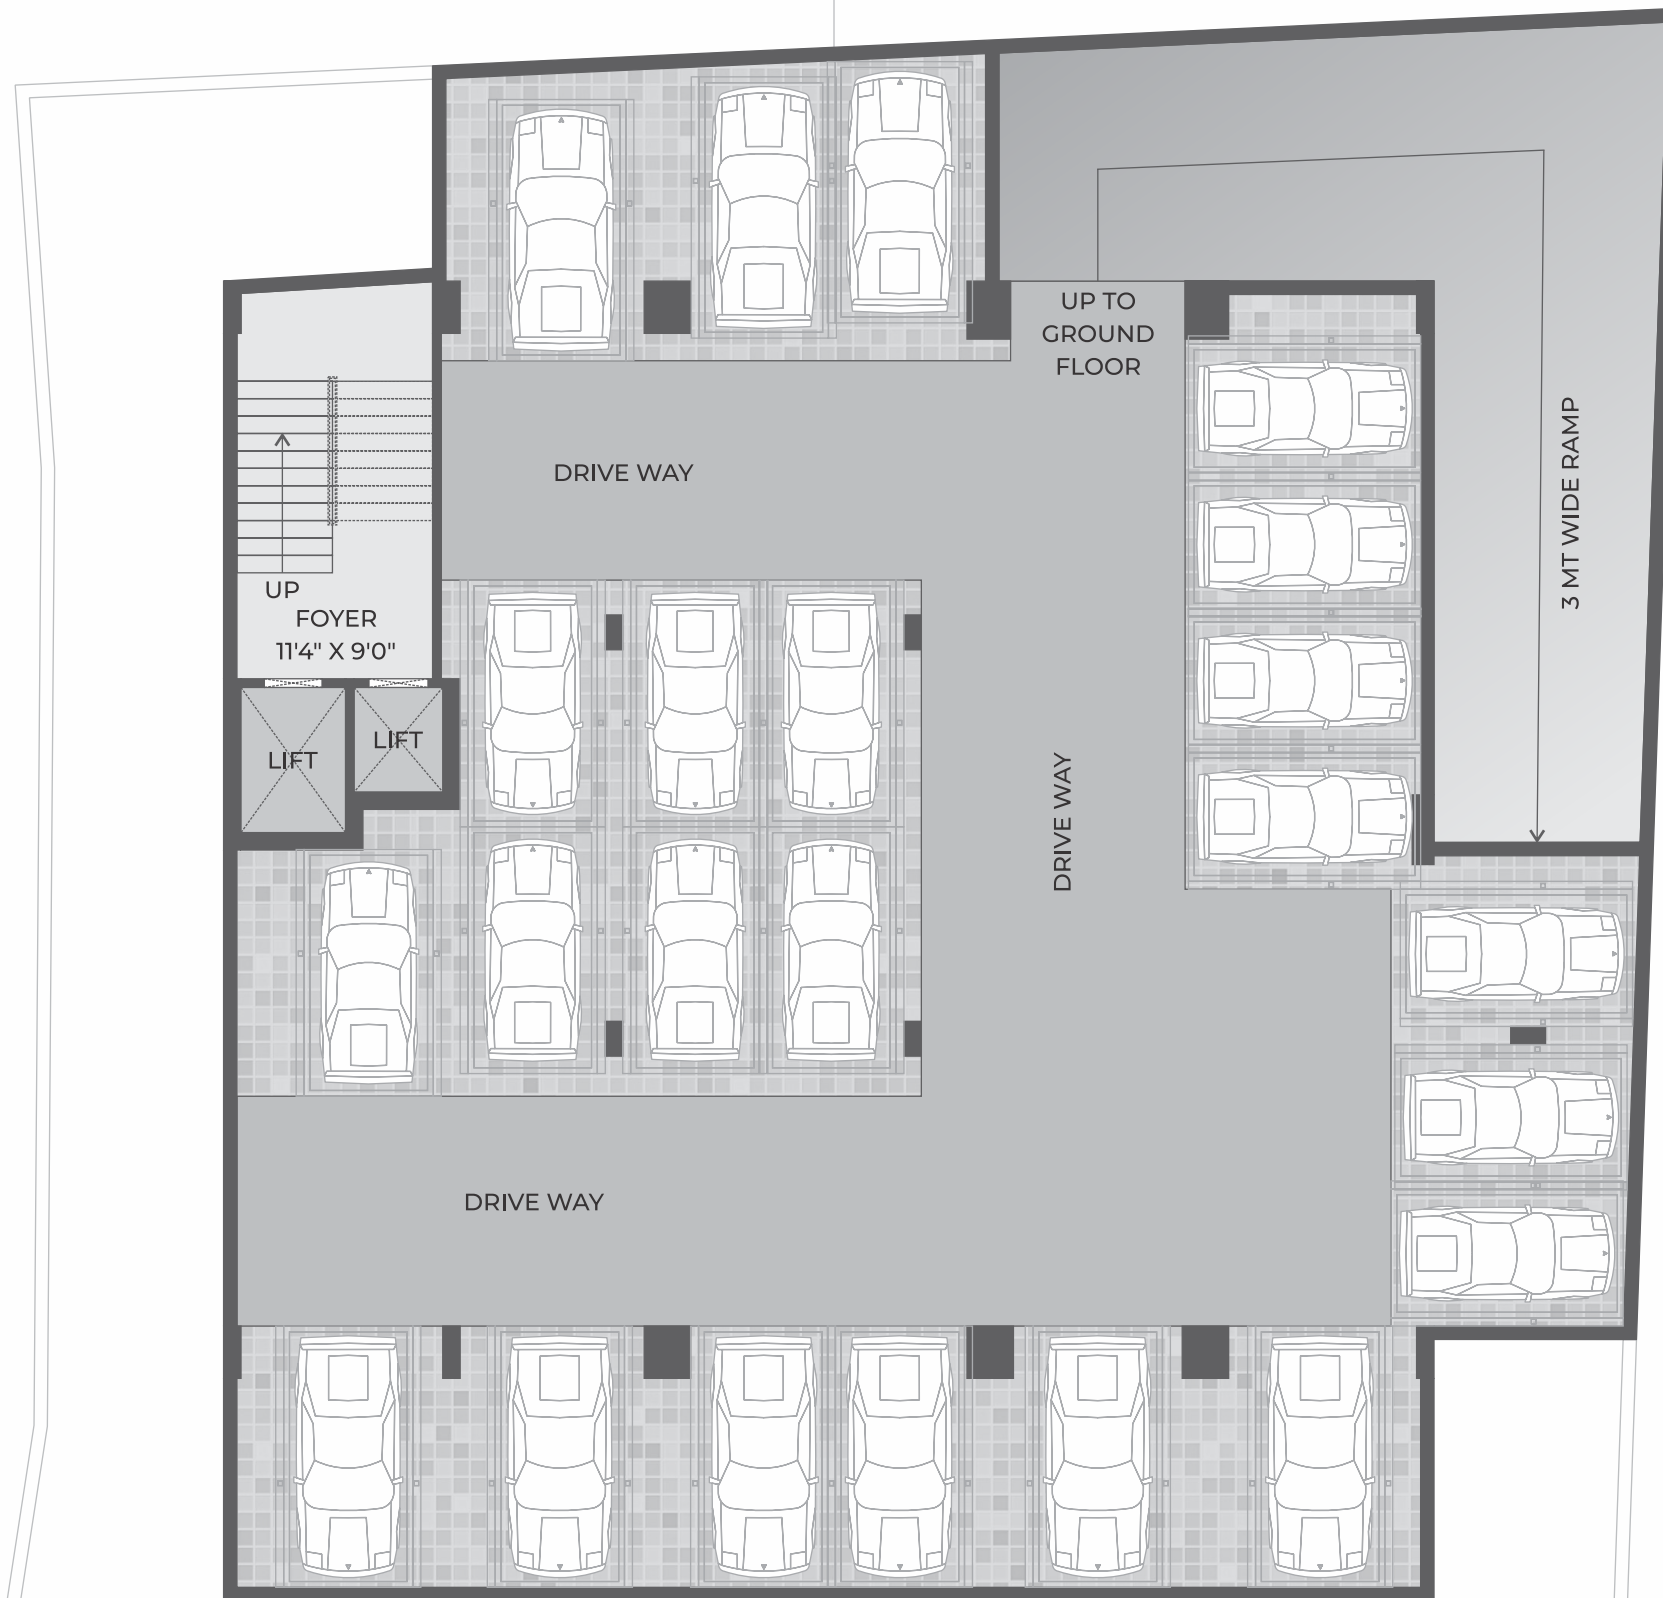 UP TO
GROUND
FLOOR
DRIVE WAY
3 MT WIDE RAMP
UP
FOYER
11'4" X 9'0"
LIFT
LIFT
DRIVE WAY
DRIVE WAY